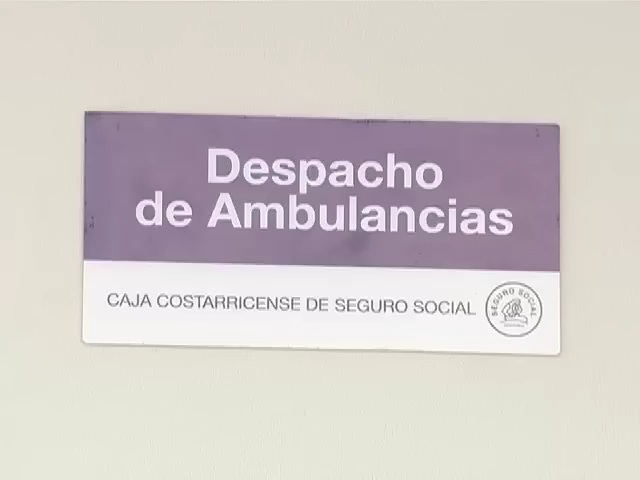 Despacho
de Ambulancias
CAJA COSTARRICENSE DE SEGURO SOCIAL
SEGURO SOCIAL